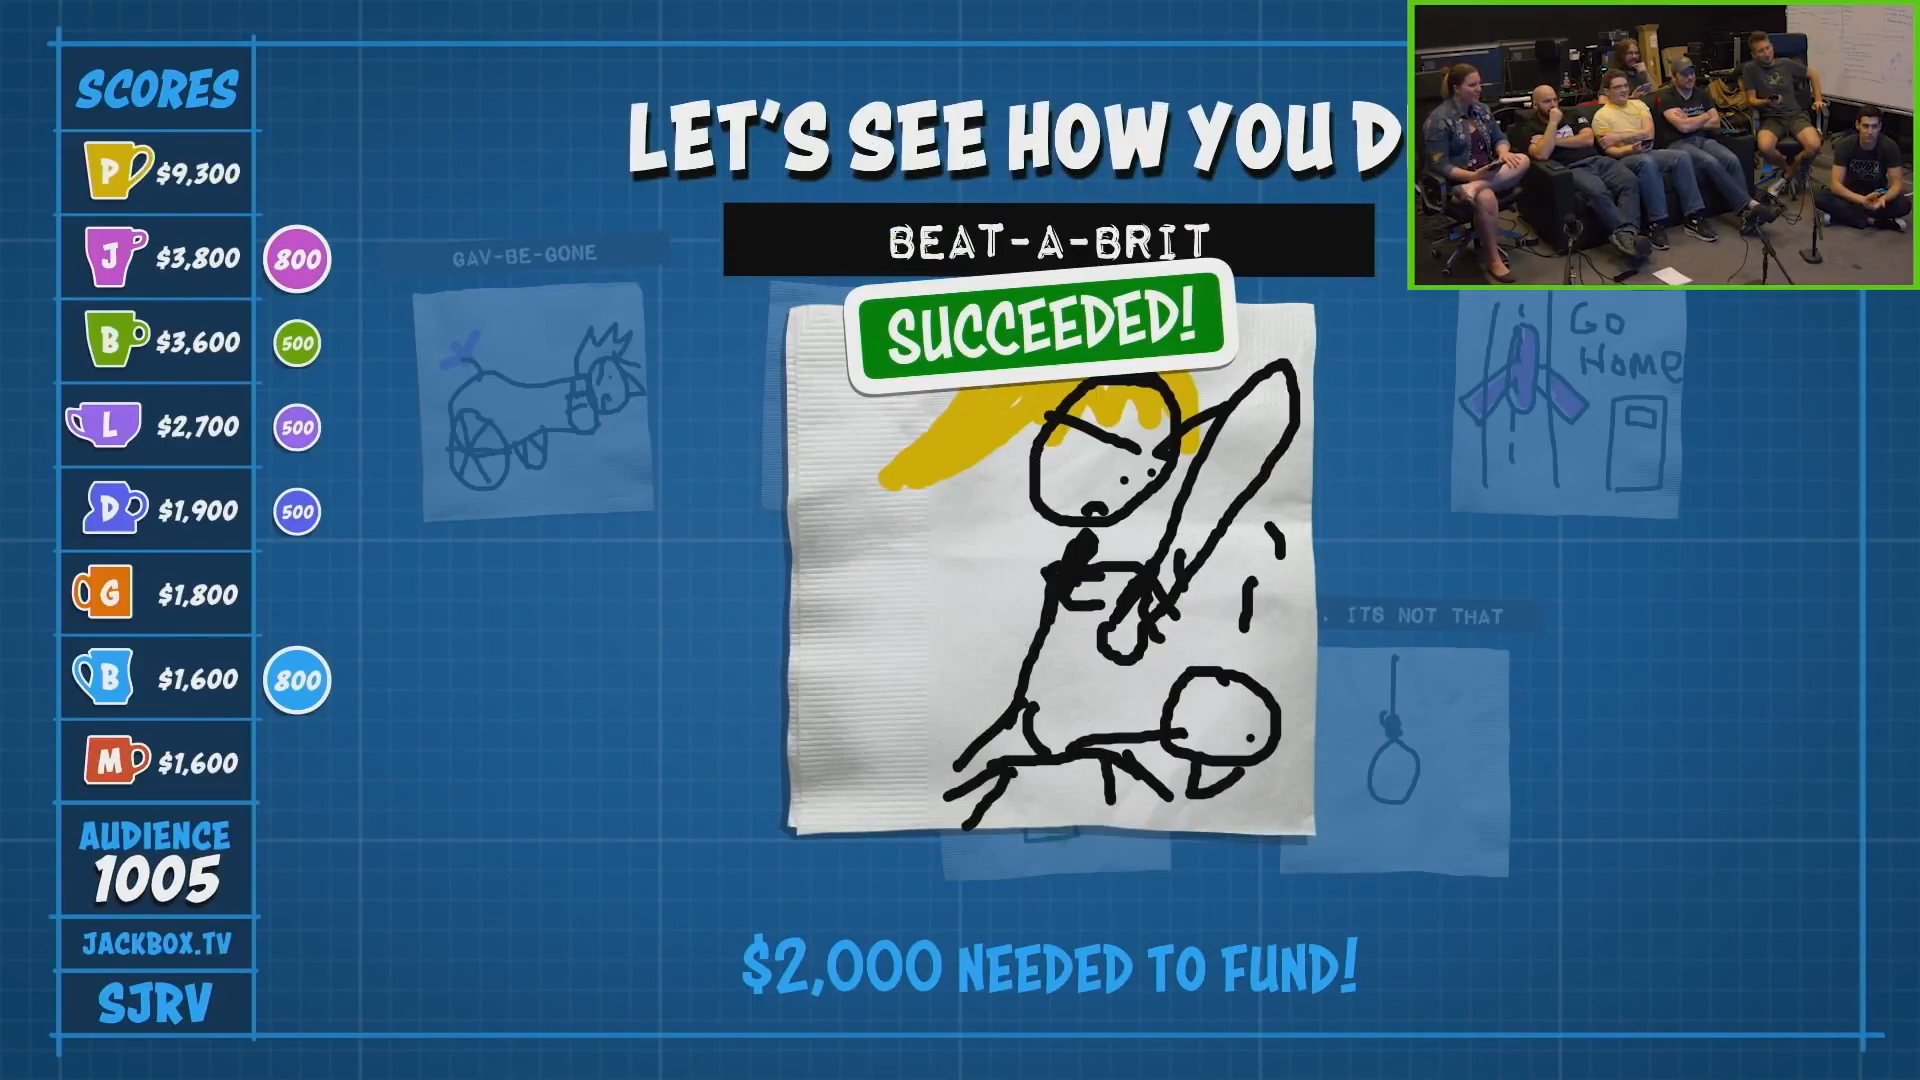 SCORES
P $9,300
J $3,800 800
B $3,600 500
L $2,700 500
D $1,900 500
G $1,800
B $1,600 800
M $1,600
AUDIENCE
1005
JACKBOX.TV
SJRV
LET'S SEE HOW YOU D
BEAT-A-BRIT
SUCCEEDED!
GAV-BE-GONE
GO
HOMe
. ITS NOT THAT
$2,000 NEEDED TO FUND!